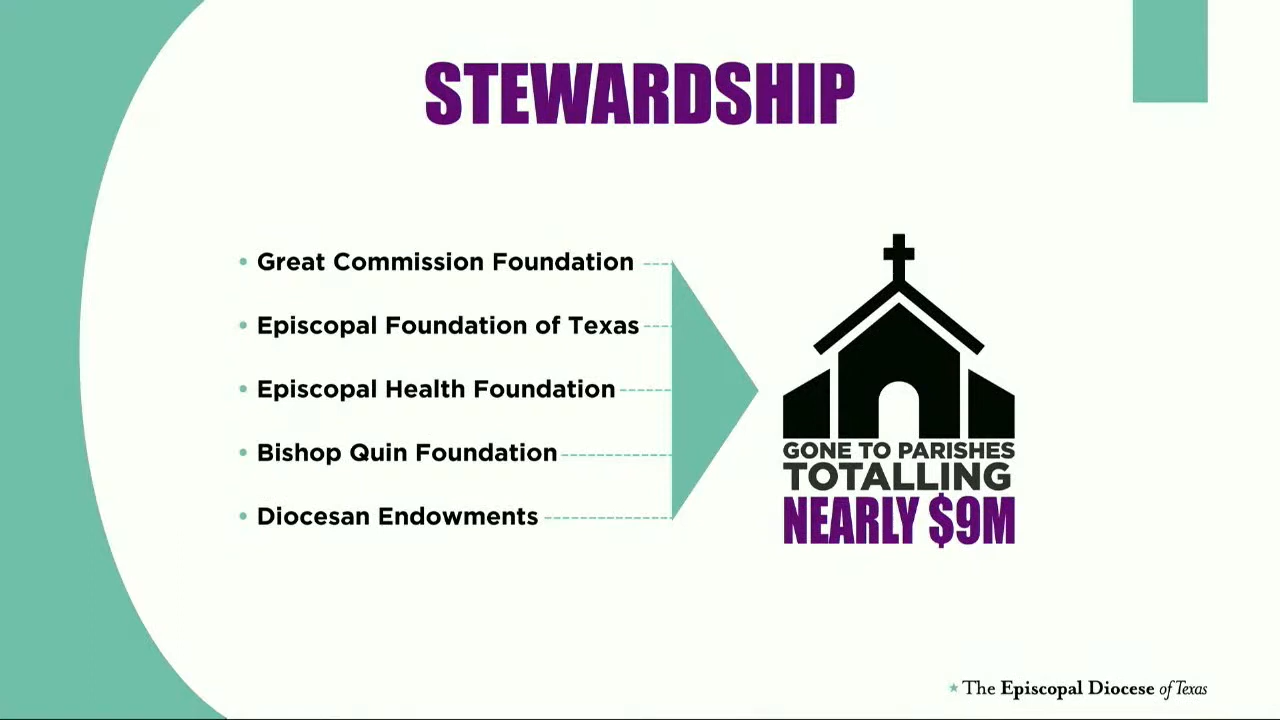 STEWARDSHIP
• Great Commission Foundation
• Episcopal Foundation of Texas
• Episcopal Health Foundation
• Bishop Quin Foundation
• Diocesan Endowments
GONE TO PARISHES
TOTALLING
NEARLY $9M
The Episcopal Diocese of Texas